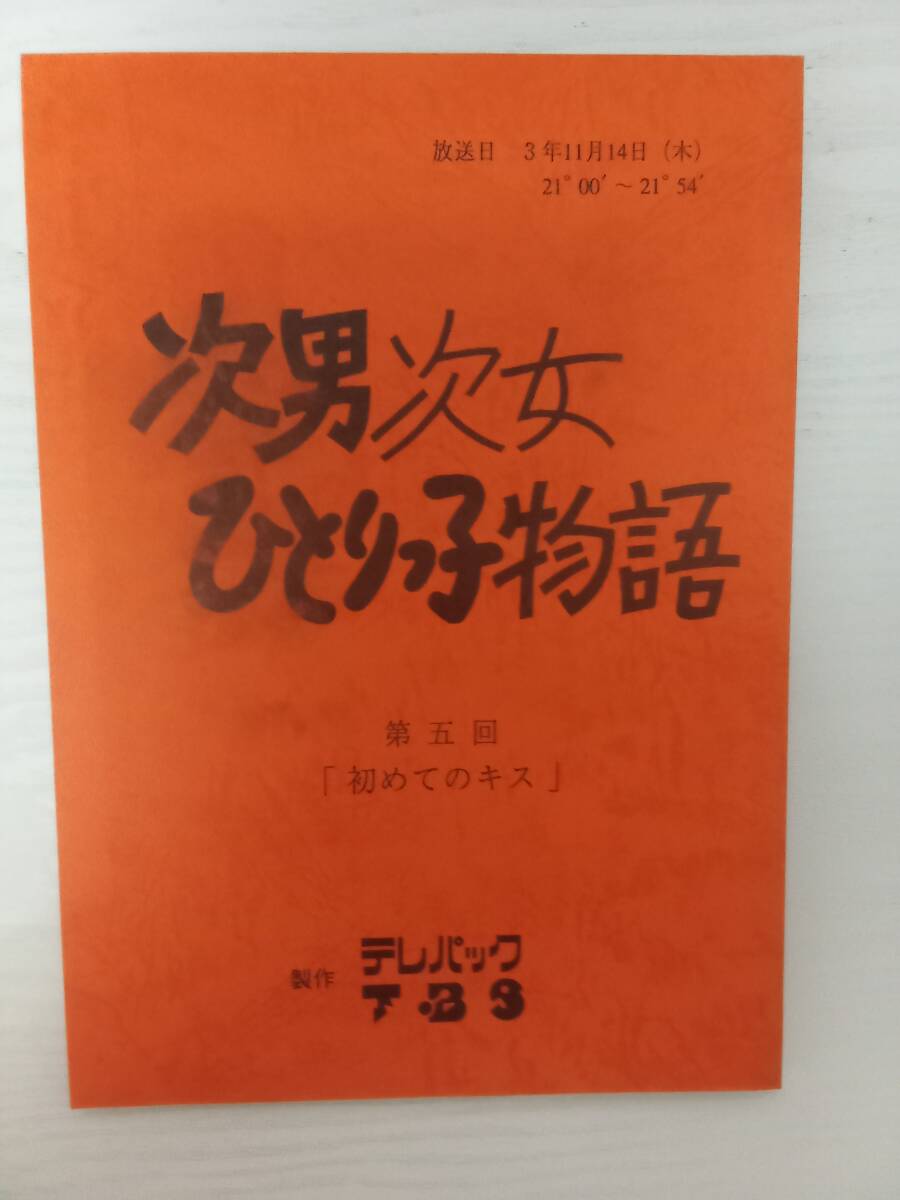 放送日 3年11月14日（木）
21°00′～21°54′
次男次女
ひとりっ子物語
第五回
「初めてのキス」
製作 テレパック
TBS